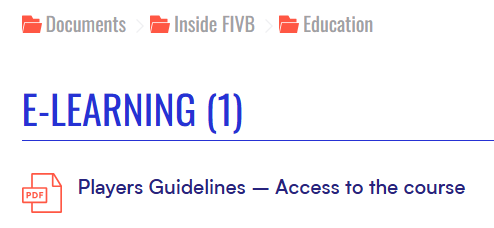 Documents Inside FIVB Education
E-LEARNING (1)
PDF Players Guidelines — Access to the course